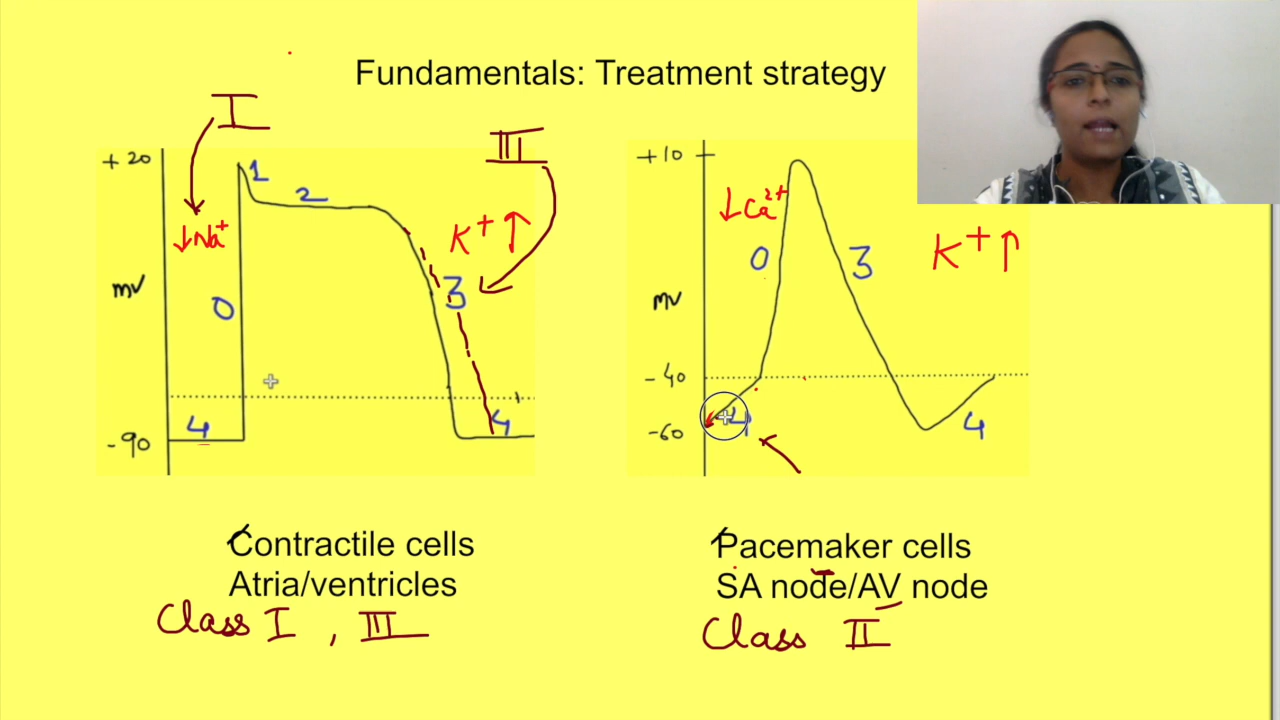 Fundamentals: Treatment strategy
I
III
+20
1
2
↓Na⁺
K⁺↑
mV
0
3
4
4
-90
+10
↓Ca²⁺
0
3
K⁺↑
mV
-40
4
4
-60
Contractile cells
Atria/ventricles
Class I, III
Pacemaker cells
SA node/AV node
Class II